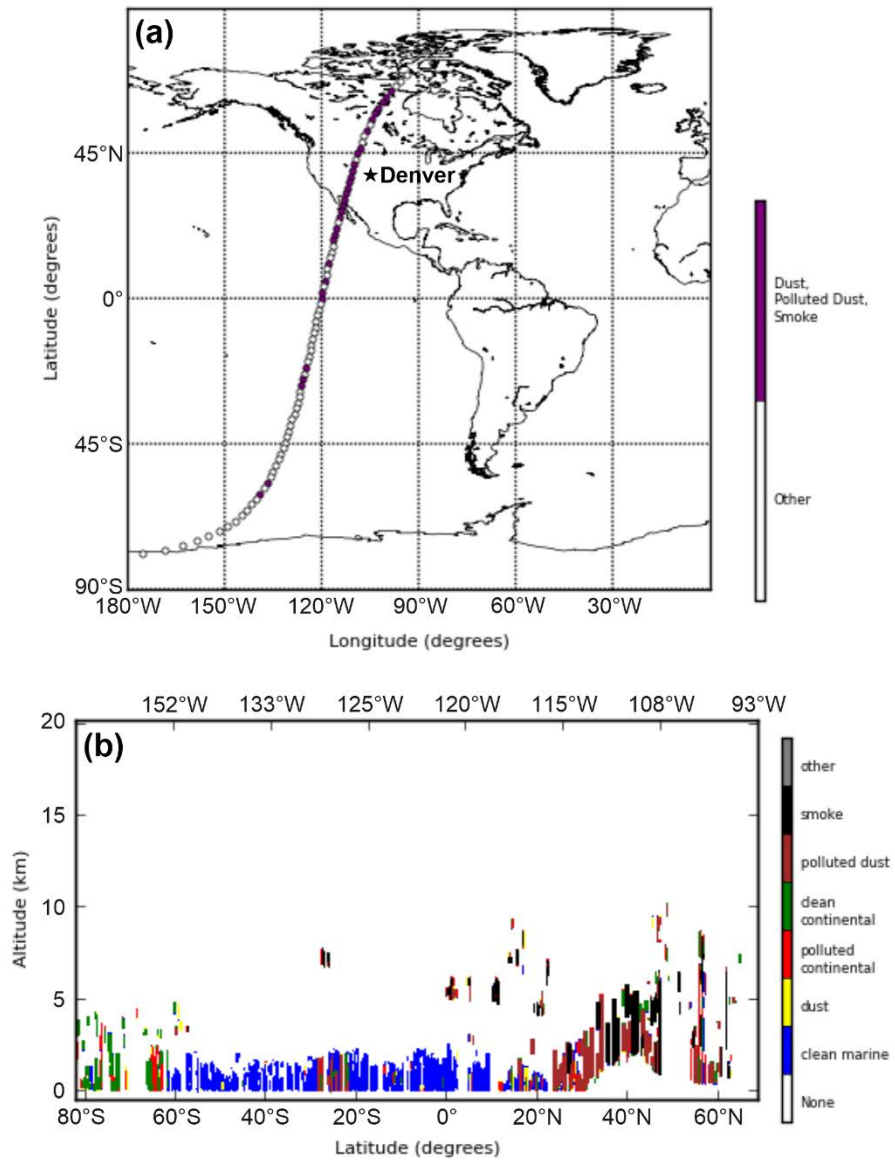 (a)
45°N
★Denver
0°
45°S
90°S
180°W 150°W 120°W 90°W 60°W 30°W
Latitude (degrees)
Longitude (degrees)
Dust,
Polluted Dust,
Smoke
Other
152°W 133°W 125°W 120°W 115°W 108°W 93°W
(b)
20
15
10
5
0
80°S 60°S 40°S 20°S 0° 20°N 40°N 60°N
Altitude (km)
Latitude (degrees)
other
smoke
polluted dust
clean
continental
polluted
continental
dust
clean marine
None